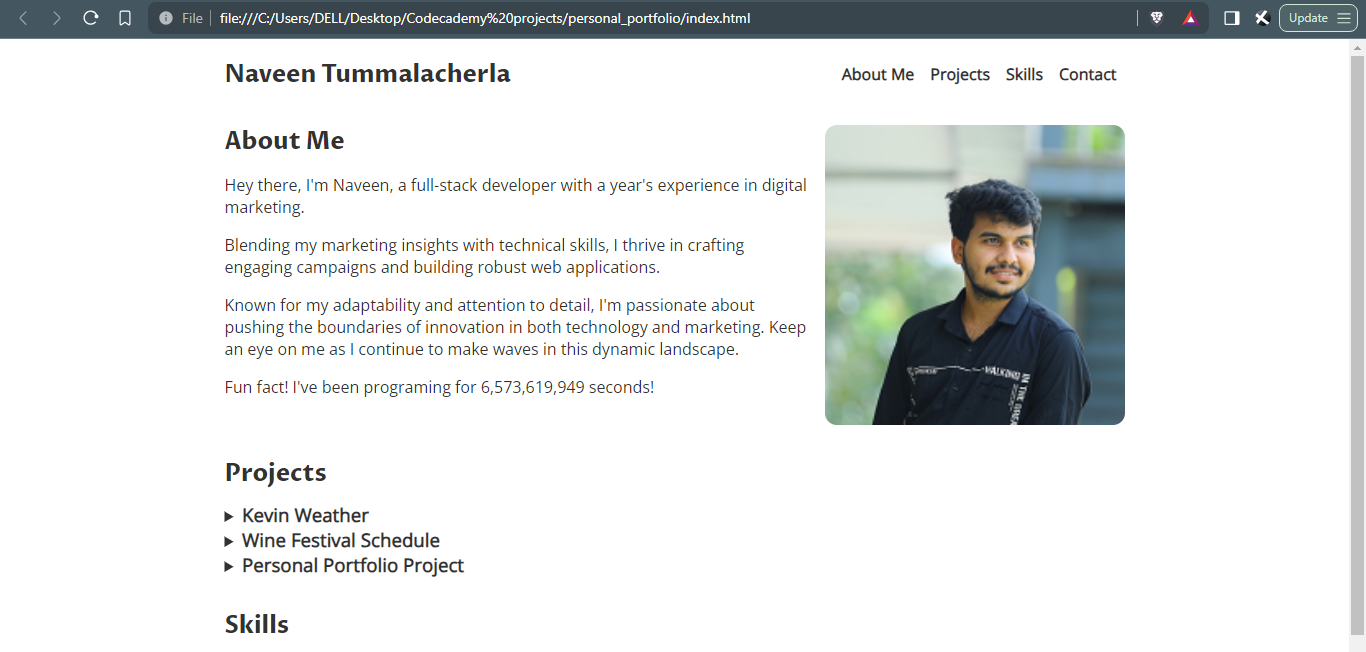 File file:///C:/Users/DELL/Desktop/Codecademy%20projects/personal_portfolio/index.html Update
Naveen Tummalacherla
About Me Projects Skills Contact
About Me
Hey there, I'm Naveen, a full-stack developer with a year's experience in digital
marketing.
Blending my marketing insights with technical skills, I thrive in crafting
engaging campaigns and building robust web applications.
Known for my adaptability and attention to detail, I'm passionate about
pushing the boundaries of innovation in both technology and marketing. Keep
an eye on me as I continue to make waves in this dynamic landscape.
Fun fact! I've been programing for 6,573,619,949 seconds!
WALKING
IN THE
Projects
Kevin Weather
Wine Festival Schedule
Personal Portfolio Project
Skills